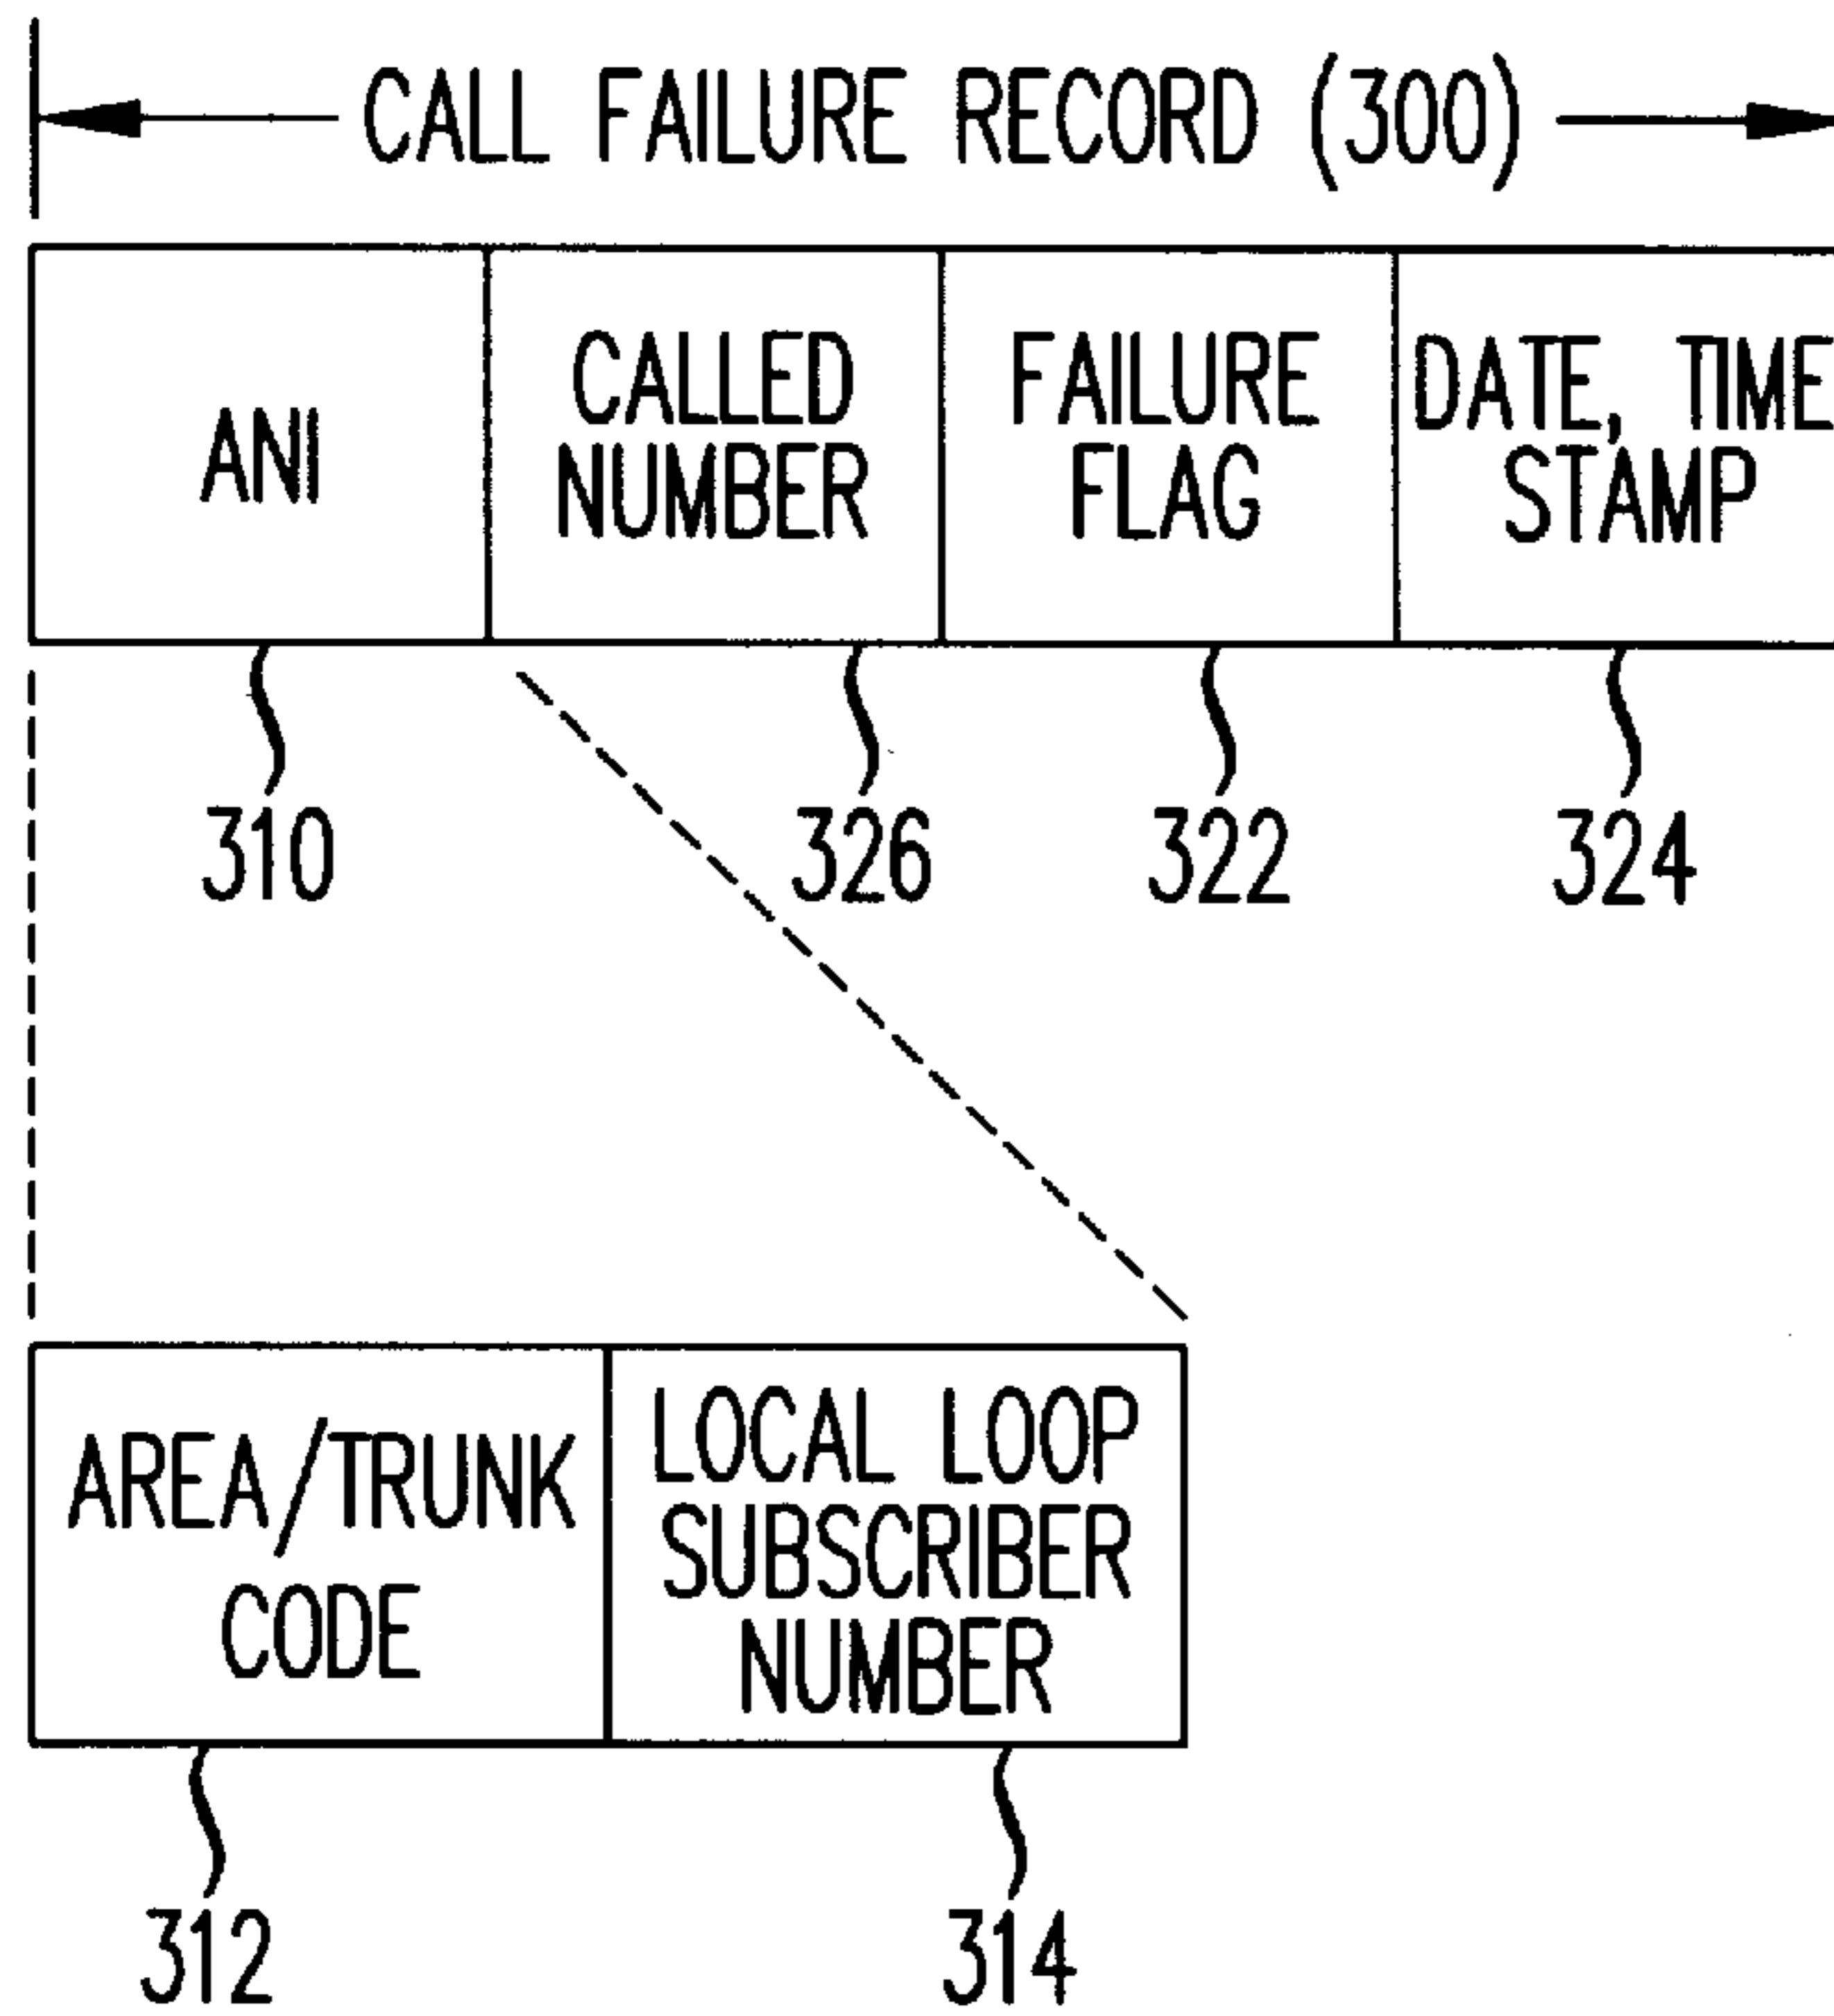 CALL FAILURE RECORD (300)
ANI
CALLED
NUMBER
FAILURE
FLAG
DATE, TIME
STAMP
310
326
322
324
AREA/TRUNK
CODE
LOCAL LOOP
SUBSCRIBER
NUMBER
312
314